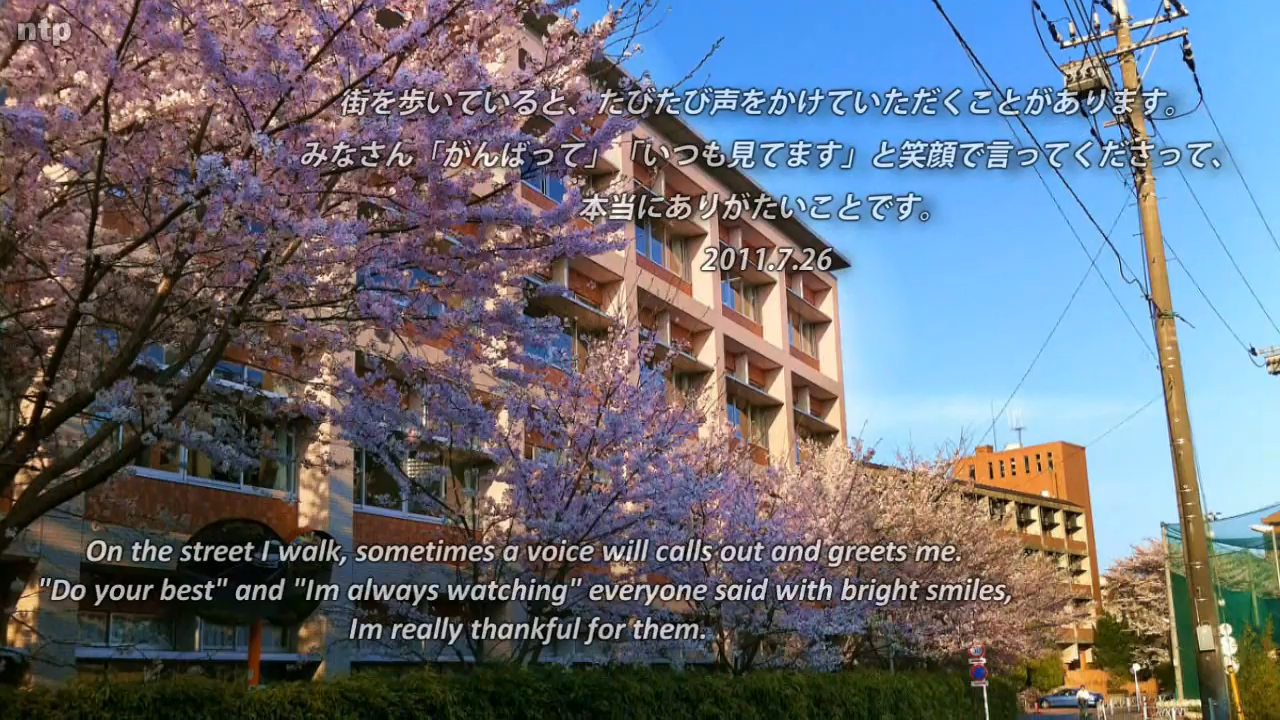 ntp
街を歩いていると、たびたび声をかけていただくことがあります。
みなさん「がんばって」「いつも見てます」と笑顔で言ってくださって、
本当にありがたいことです。
2011.7.26
On the street I walk, sometimes a voice will calls out and greets me.
"Do your best" and "Im always watching" everyone said with bright smiles,
Im really thankful for them.